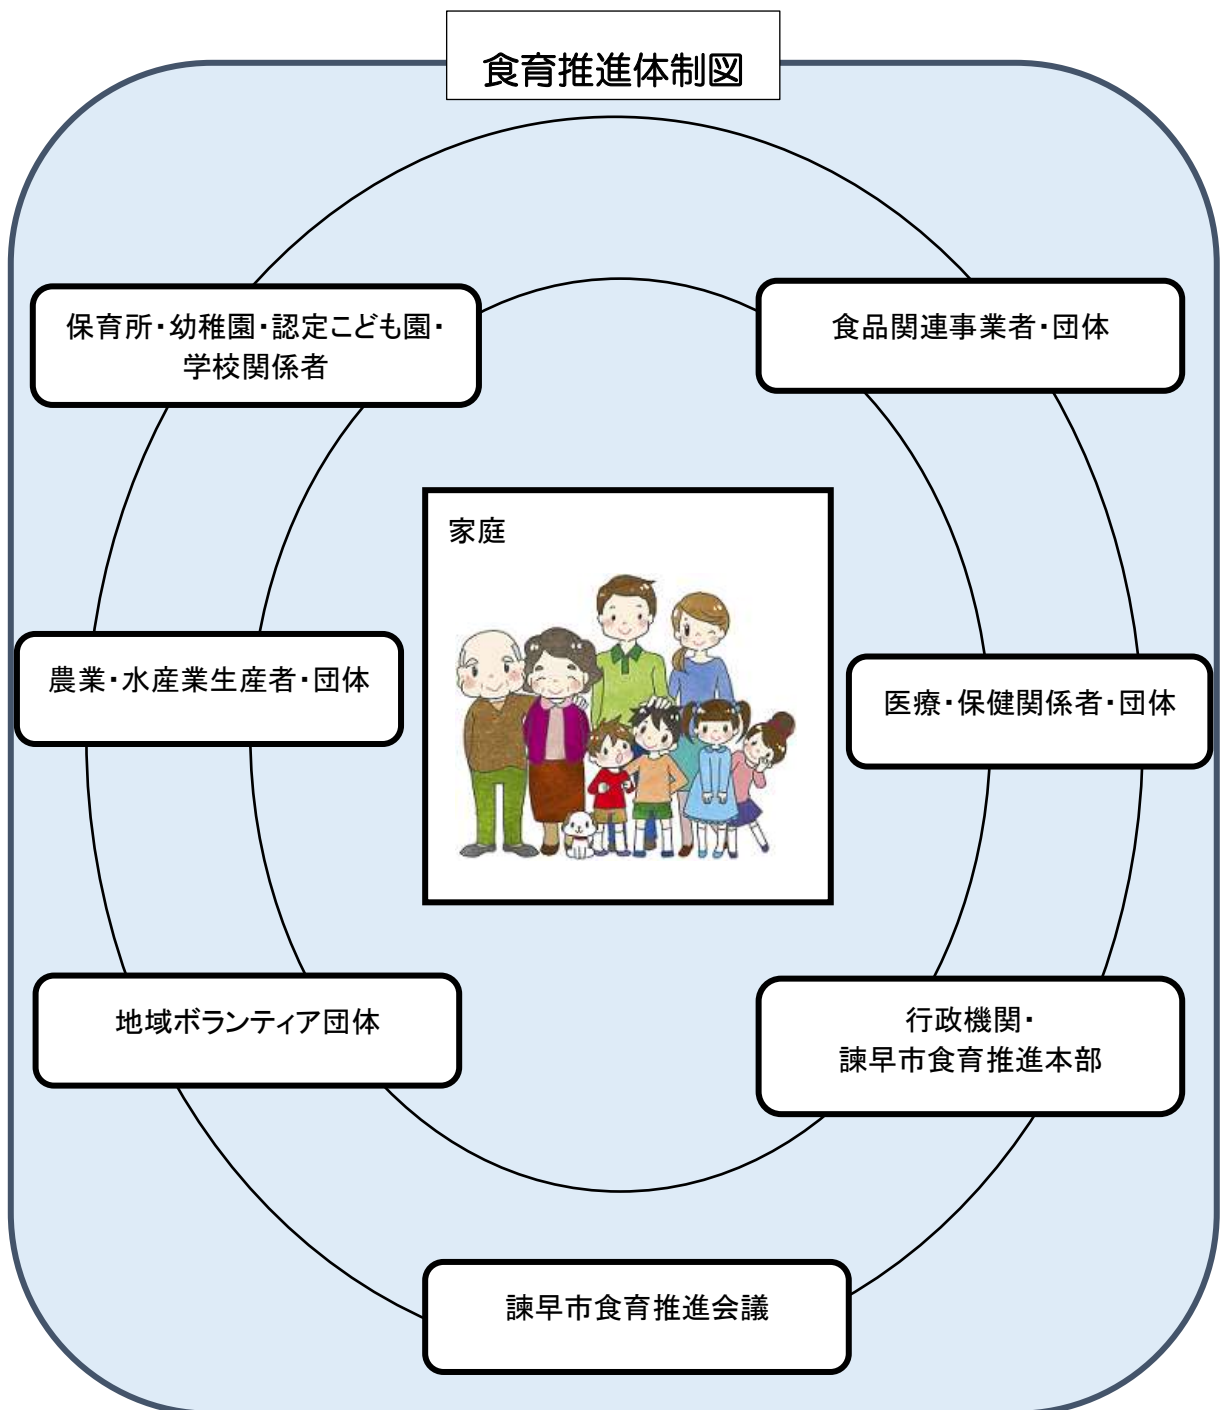 食育推進体制図
保育所・幼稚園・認定こども園・
学校関係者
食品関連事業者・団体
家庭
農業・水産業生産者・団体
医療・保健関係者・団体
地域ボランティア団体
行政機関・
諫早市食育推進本部
諫早市食育推進会議